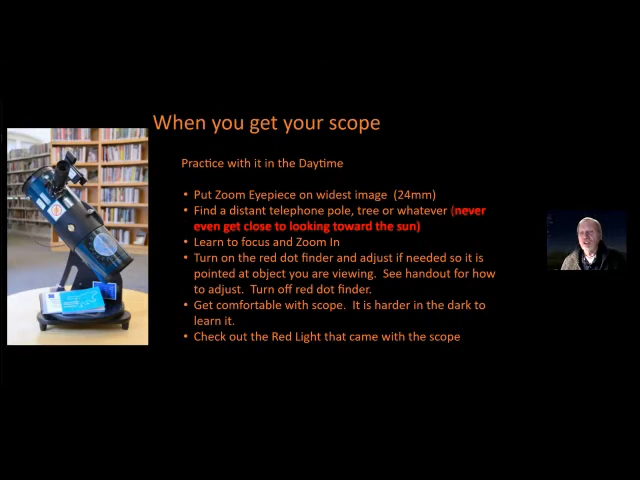 When you get your scope
Practice with it in the Daytime
• Put Zoom Eyepiece on widest image  (24mm)
• Find a distant telephone pole, tree or whatever (never
even get close to looking toward the sun)
• Learn to focus and Zoom In
• Turn on the red dot finder and adjust if needed so it is
pointed at object you are viewing.  See handout for how
to adjust.  Turn off red dot finder.
• Get comfortable with scope.  It is harder in the dark to
learn it.
• Check out the Red Light that came with the scope